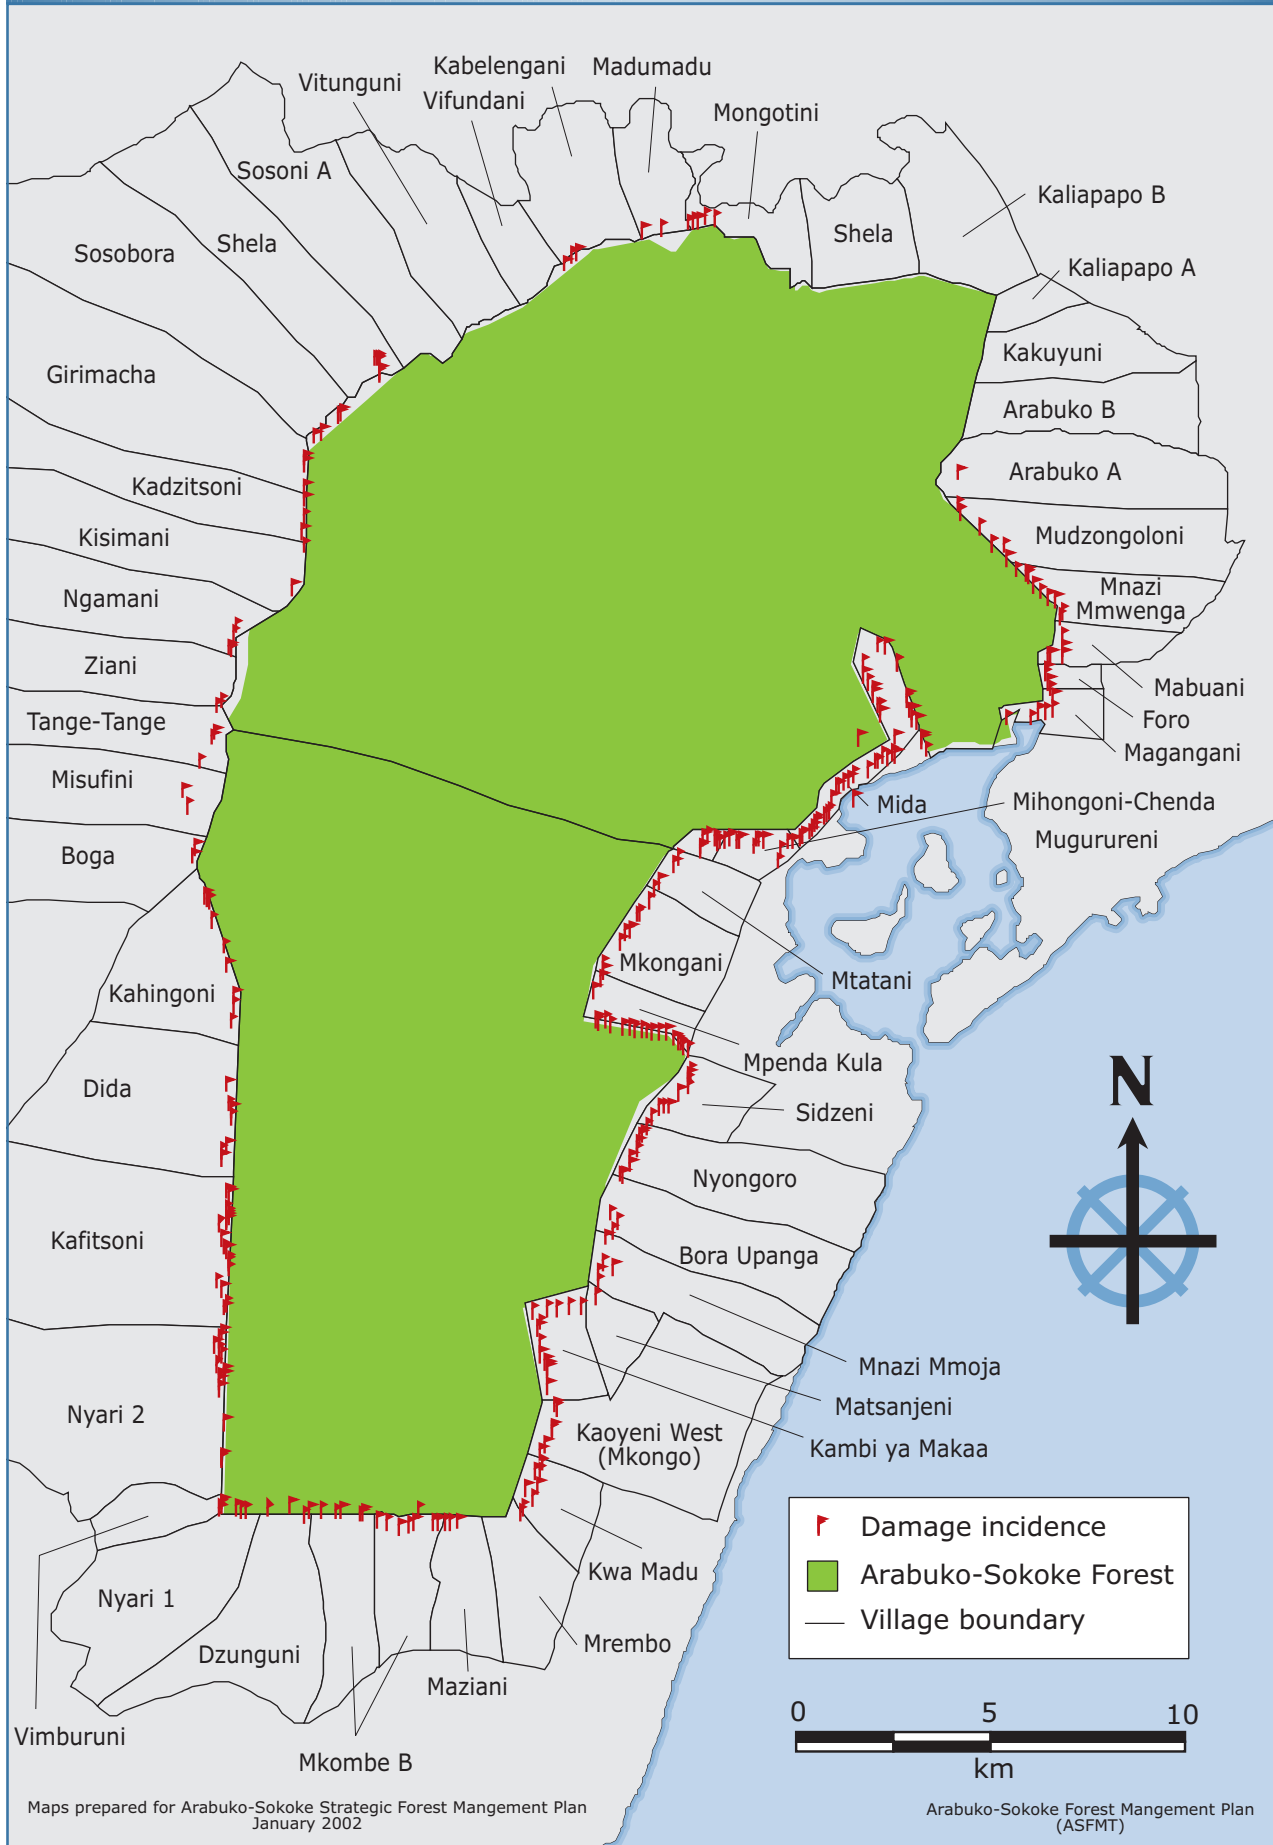 Kabelengani
Madumadu
Vitunguni
Vifundani
Mongotini
Sosoni A
Kaliapapo B
Shela
Shela
Sosobora
Kaliapapo A
Kakuyuni
Girimacha
Arabuko B
Arabuko A
Kadzitsoni
Kisimani
Mudzongoloni
Mnazi
Mmwenga
Ngamani
Ziani
Mabuani
Tange-Tange
Foro
Magangani
Misufini
Mida
Mihongoni-Chenda
Mugurureni
Boga
Mkongani
Mtatani
Kahingoni
Mpenda Kula
N
Dida
Sidzeni
Nyongoro
Kafitsoni
Bora Upanga
Mnazi Mmoja
Matsanjeni
Nyari 2
Kaoyeni West
(Mkongo)
Kambi ya Makaa
Damage incidence
Arabuko-Sokoke Forest
Village boundary
Kwa Madu
Nyari 1
Mrembo
Dzunguni
Maziani
Vimburuni
Mkombe B
0 5 10
km
Maps prepared for Arabuko-Sokoke Strategic Forest Mangement Plan
January 2002
Arabuko-Sokoke Forest Mangement Plan
(ASFMT)